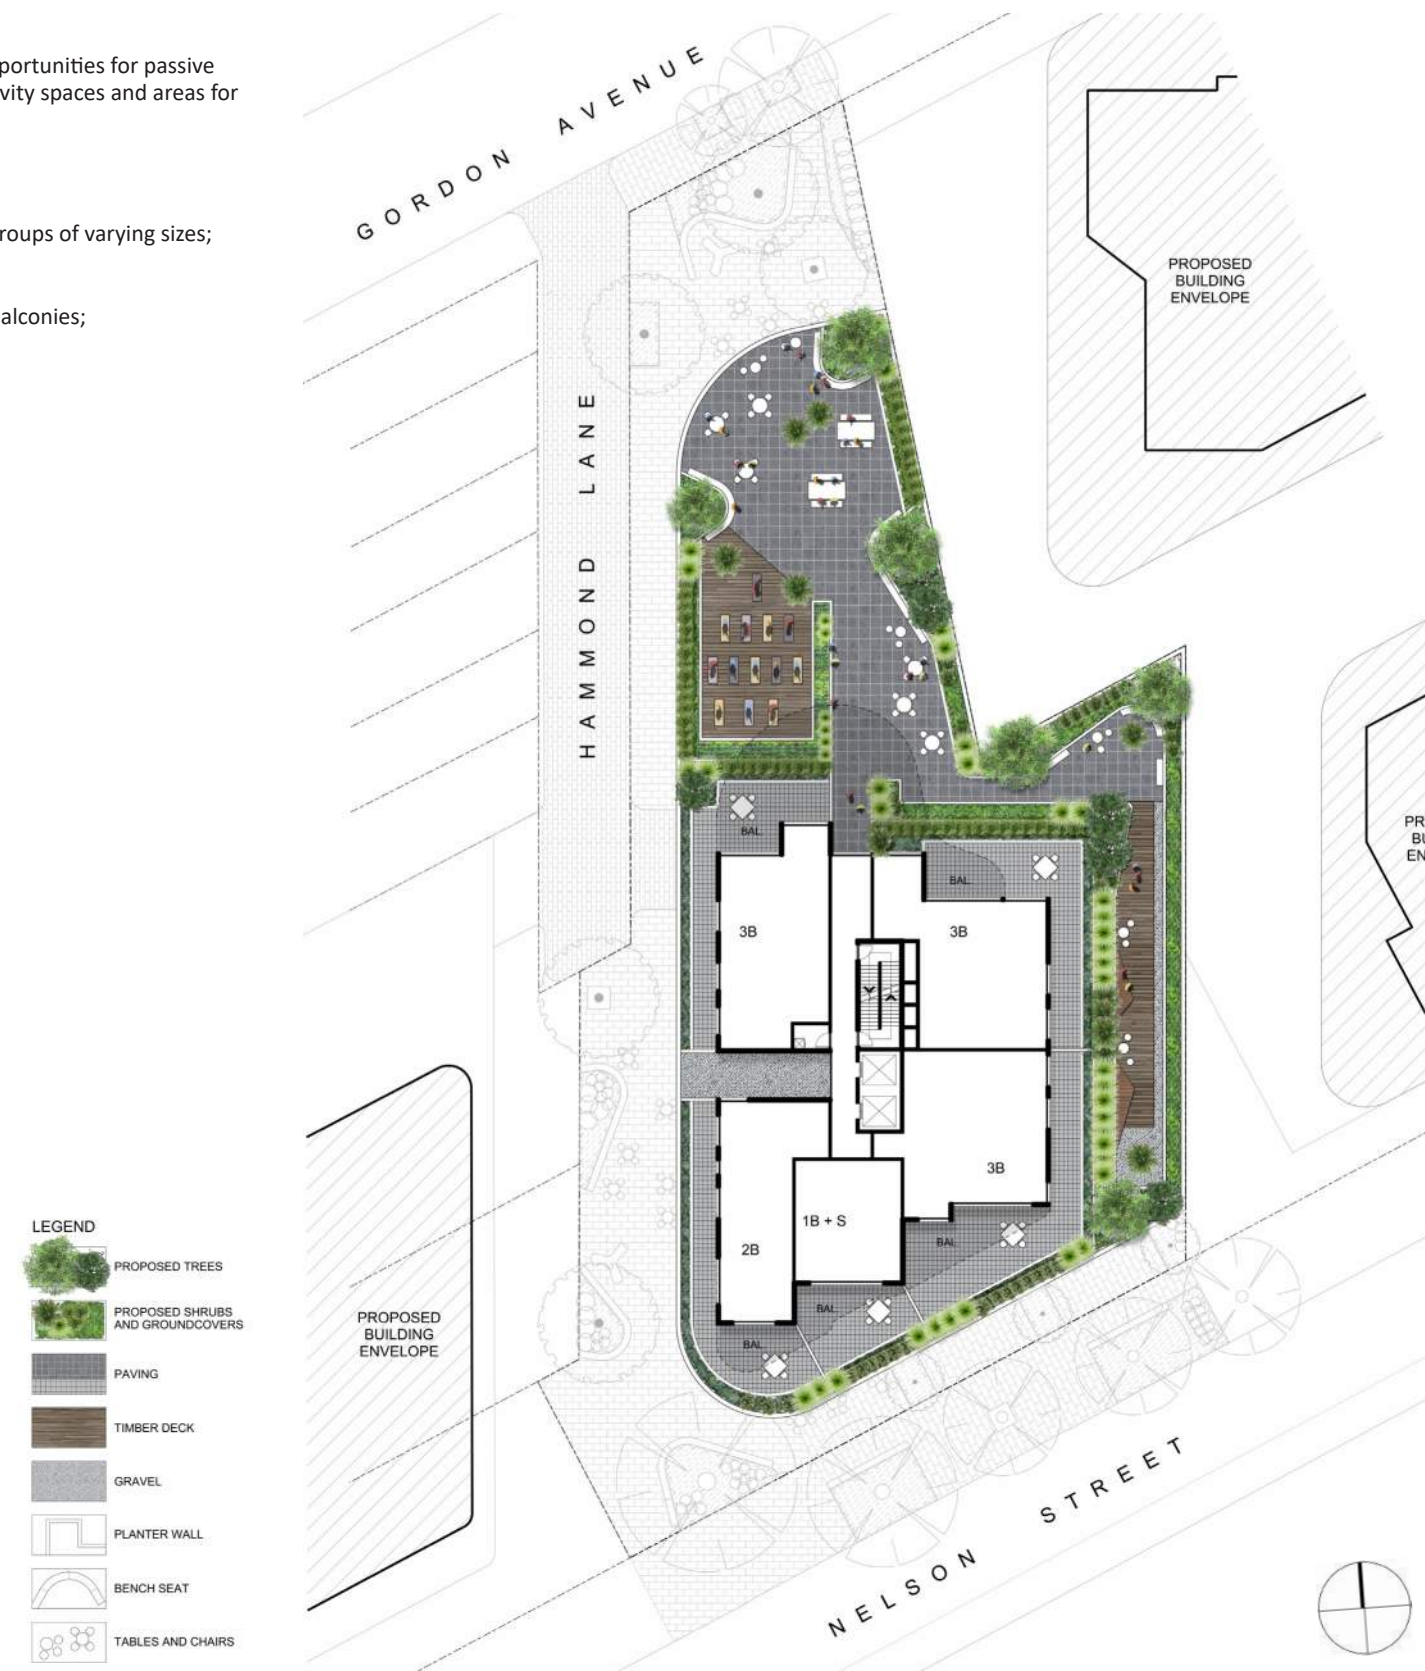 portunities for passive
vity spaces and areas for
roups of varying sizes;
alconies;
GORDON AVENUE
HAMMOND LANE
PROPOSED
BUILDING
ENVELOPE
BAL.
BAL.
3B
3B
3B
1B + S
2B
BAL.
BAL.
BAL.
PROPOSED
BUILDING
ENVELOPE
PR
BU
EN
NELSON STREET
LEGEND
PROPOSED TREES
PROPOSED SHRUBS
AND GROUNDCOVERS
PAVING
TIMBER DECK
GRAVEL
PLANTER WALL
BENCH SEAT
TABLES AND CHAIRS